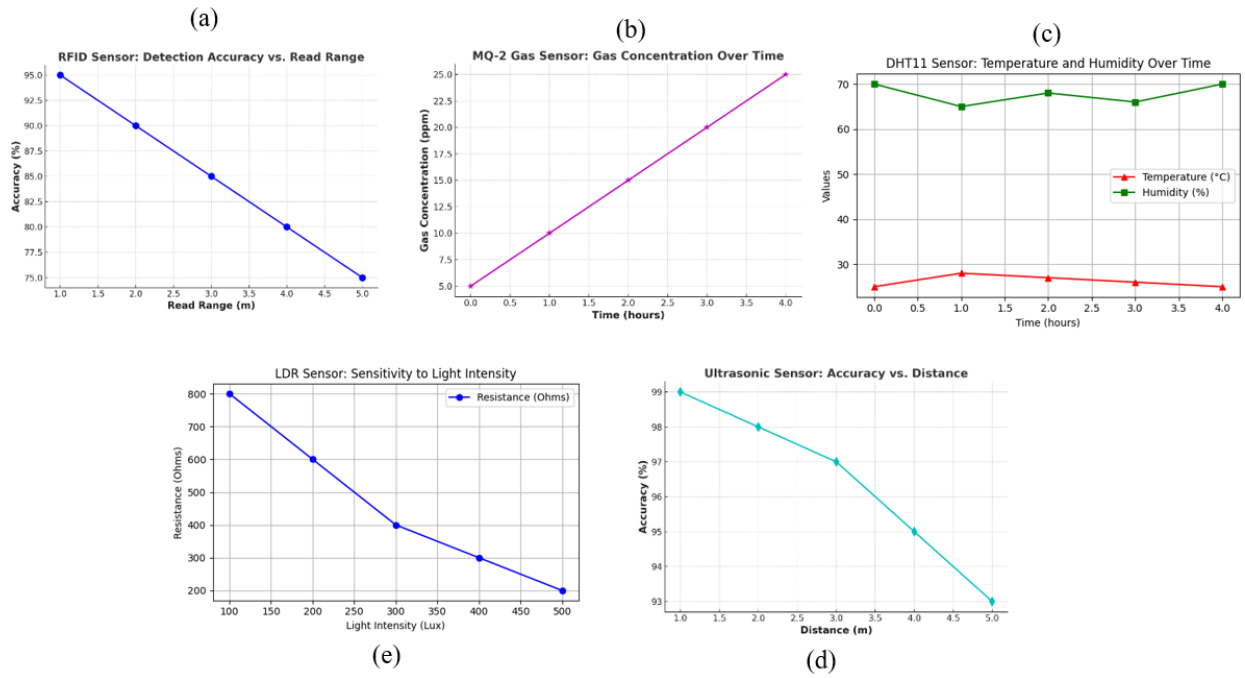 (a)
RFID Sensor: Detection Accuracy vs. Read Range
Accuracy (%)
95.0
92.5
90.0
87.5
85.0
82.5
80.0
77.5
75.0
1.0 1.5 2.0 2.5 3.0 3.5 4.0 4.5 5.0
Read Range (m)
(b)
MQ-2 Gas Sensor: Gas Concentration Over Time
Gas Concentration (ppm)
25.0
22.5
20.0
17.5
15.0
12.5
10.0
7.5
5.0
0.0 0.5 1.0 1.5 2.0 2.5 3.0 3.5 4.0
Time (hours)
(c)
DHT11 Sensor: Temperature and Humidity Over Time
Values
70
60
50
40
30
Temperature (°C)
Humidity (%)
0.0 0.5 1.0 1.5 2.0 2.5 3.0 3.5 4.0
Time (hours)
LDR Sensor: Sensitivity to Light Intensity
Resistance (Ohms)
Resistance (Ohms)
800
700
600
500
400
300
200
100 150 200 250 300 350 400 450 500
Light Intensity (Lux)
(e)
Ultrasonic Sensor: Accuracy vs. Distance
Accuracy (%)
99
98
97
96
95
94
93
1.0 1.5 2.0 2.5 3.0 3.5 4.0 4.5 5.0
Distance (m)
(d)